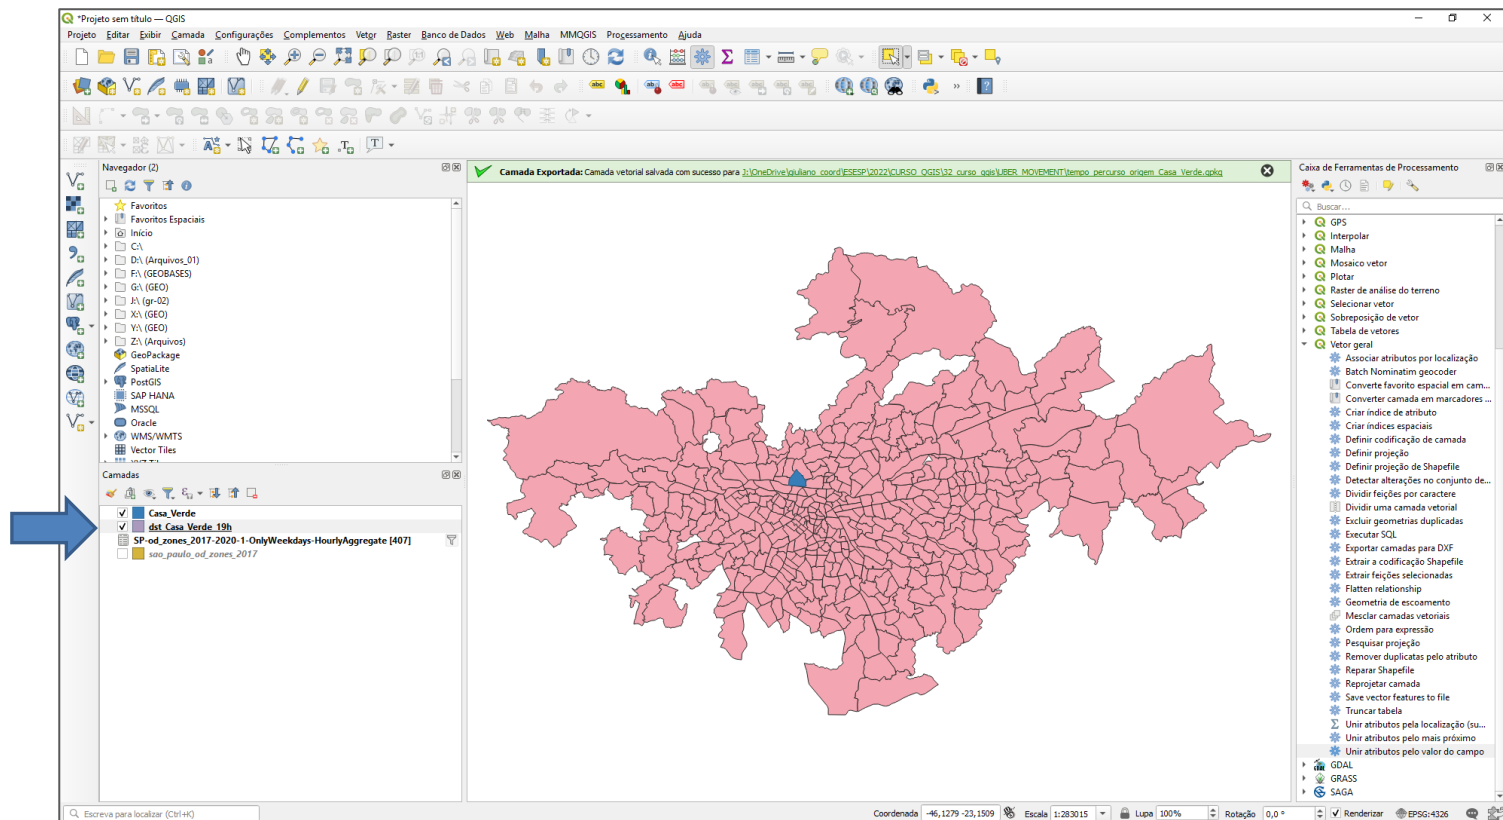 *Projeto sem título — QGIS
Projeto Editar Exibir Camada Configurações Complementos Vetor Raster Banco de Dados Web Malha MMQGIS Processamento Ajuda
Navegador (2)
Favoritos
Favoritos Espaciais
Início
C:\
D:\ (Arquivos_01)
F:\ (GEOBASES)
G:\ (GEO)
J:\ (gr-02)
X:\ (GEO)
Y:\ (GEO)
Z:\ (Arquivos)
GeoPackage
SpatiaLite
PostGIS
SAP HANA
MSSQL
Oracle
WMS/WMTS
Vector Tiles
Camadas
Casa_Verde
dst Casa Verde 19h
SP-od_zones_2017-2020-1-OnlyWeekdays-HourlyAggregate [407]
sao_paulo_od_zones_2017
Camada Exportada: Camada vetorial salvada com sucesso para J:\OneDrive\giuliano_coord\ESESP\2022\CURSO_QGIS\32_curso_qgis\UBER_MOVEMENT\tempo_percurso_origem_Casa_Verde.gpkg
Caixa de Ferramentas de Processamento
Buscar...
GPS
Interpolar
Malha
Mosaico vetor
Plotar
Raster de análise do terreno
Selecionar vetor
Sobreposição de vetor
Tabela de vetores
Vetor geral
Associar atributos por localização
Batch Nominatim geocoder
Converte favorito espacial em cam...
Converter camada em marcadores ...
Criar índice de atributo
Criar índices espaciais
Definir codificação de camada
Definir projeção
Definir projeção de Shapefile
Detectar alterações no conjunto de...
Dividir feições por caractere
Dividir uma camada vetorial
Excluir geometrias duplicadas
Executar SQL
Exportar camadas para DXF
Extrair a codificação Shapefile
Extrair feições selecionadas
Flatten relationship
Geometria de escoamento
Mesclar camadas vetoriais
Ordem para expressão
Pesquisar projeção
Remover duplicatas pelo atributo
Reparar Shapefile
Reprojetar camada
Save vector features to file
Truncar tabela
Unir atributos pela localização (su...
Unir atributos pelo mais próximo
Unir atributos pelo valor do campo
GDAL
GRASS
SAGA
Escreva para localizar (Ctrl+K)
Coordenada -46,1279 -23,1509 Escala 1:283015 Lupa 100% Rotação 0,0 ° Renderizar EPSG:4326